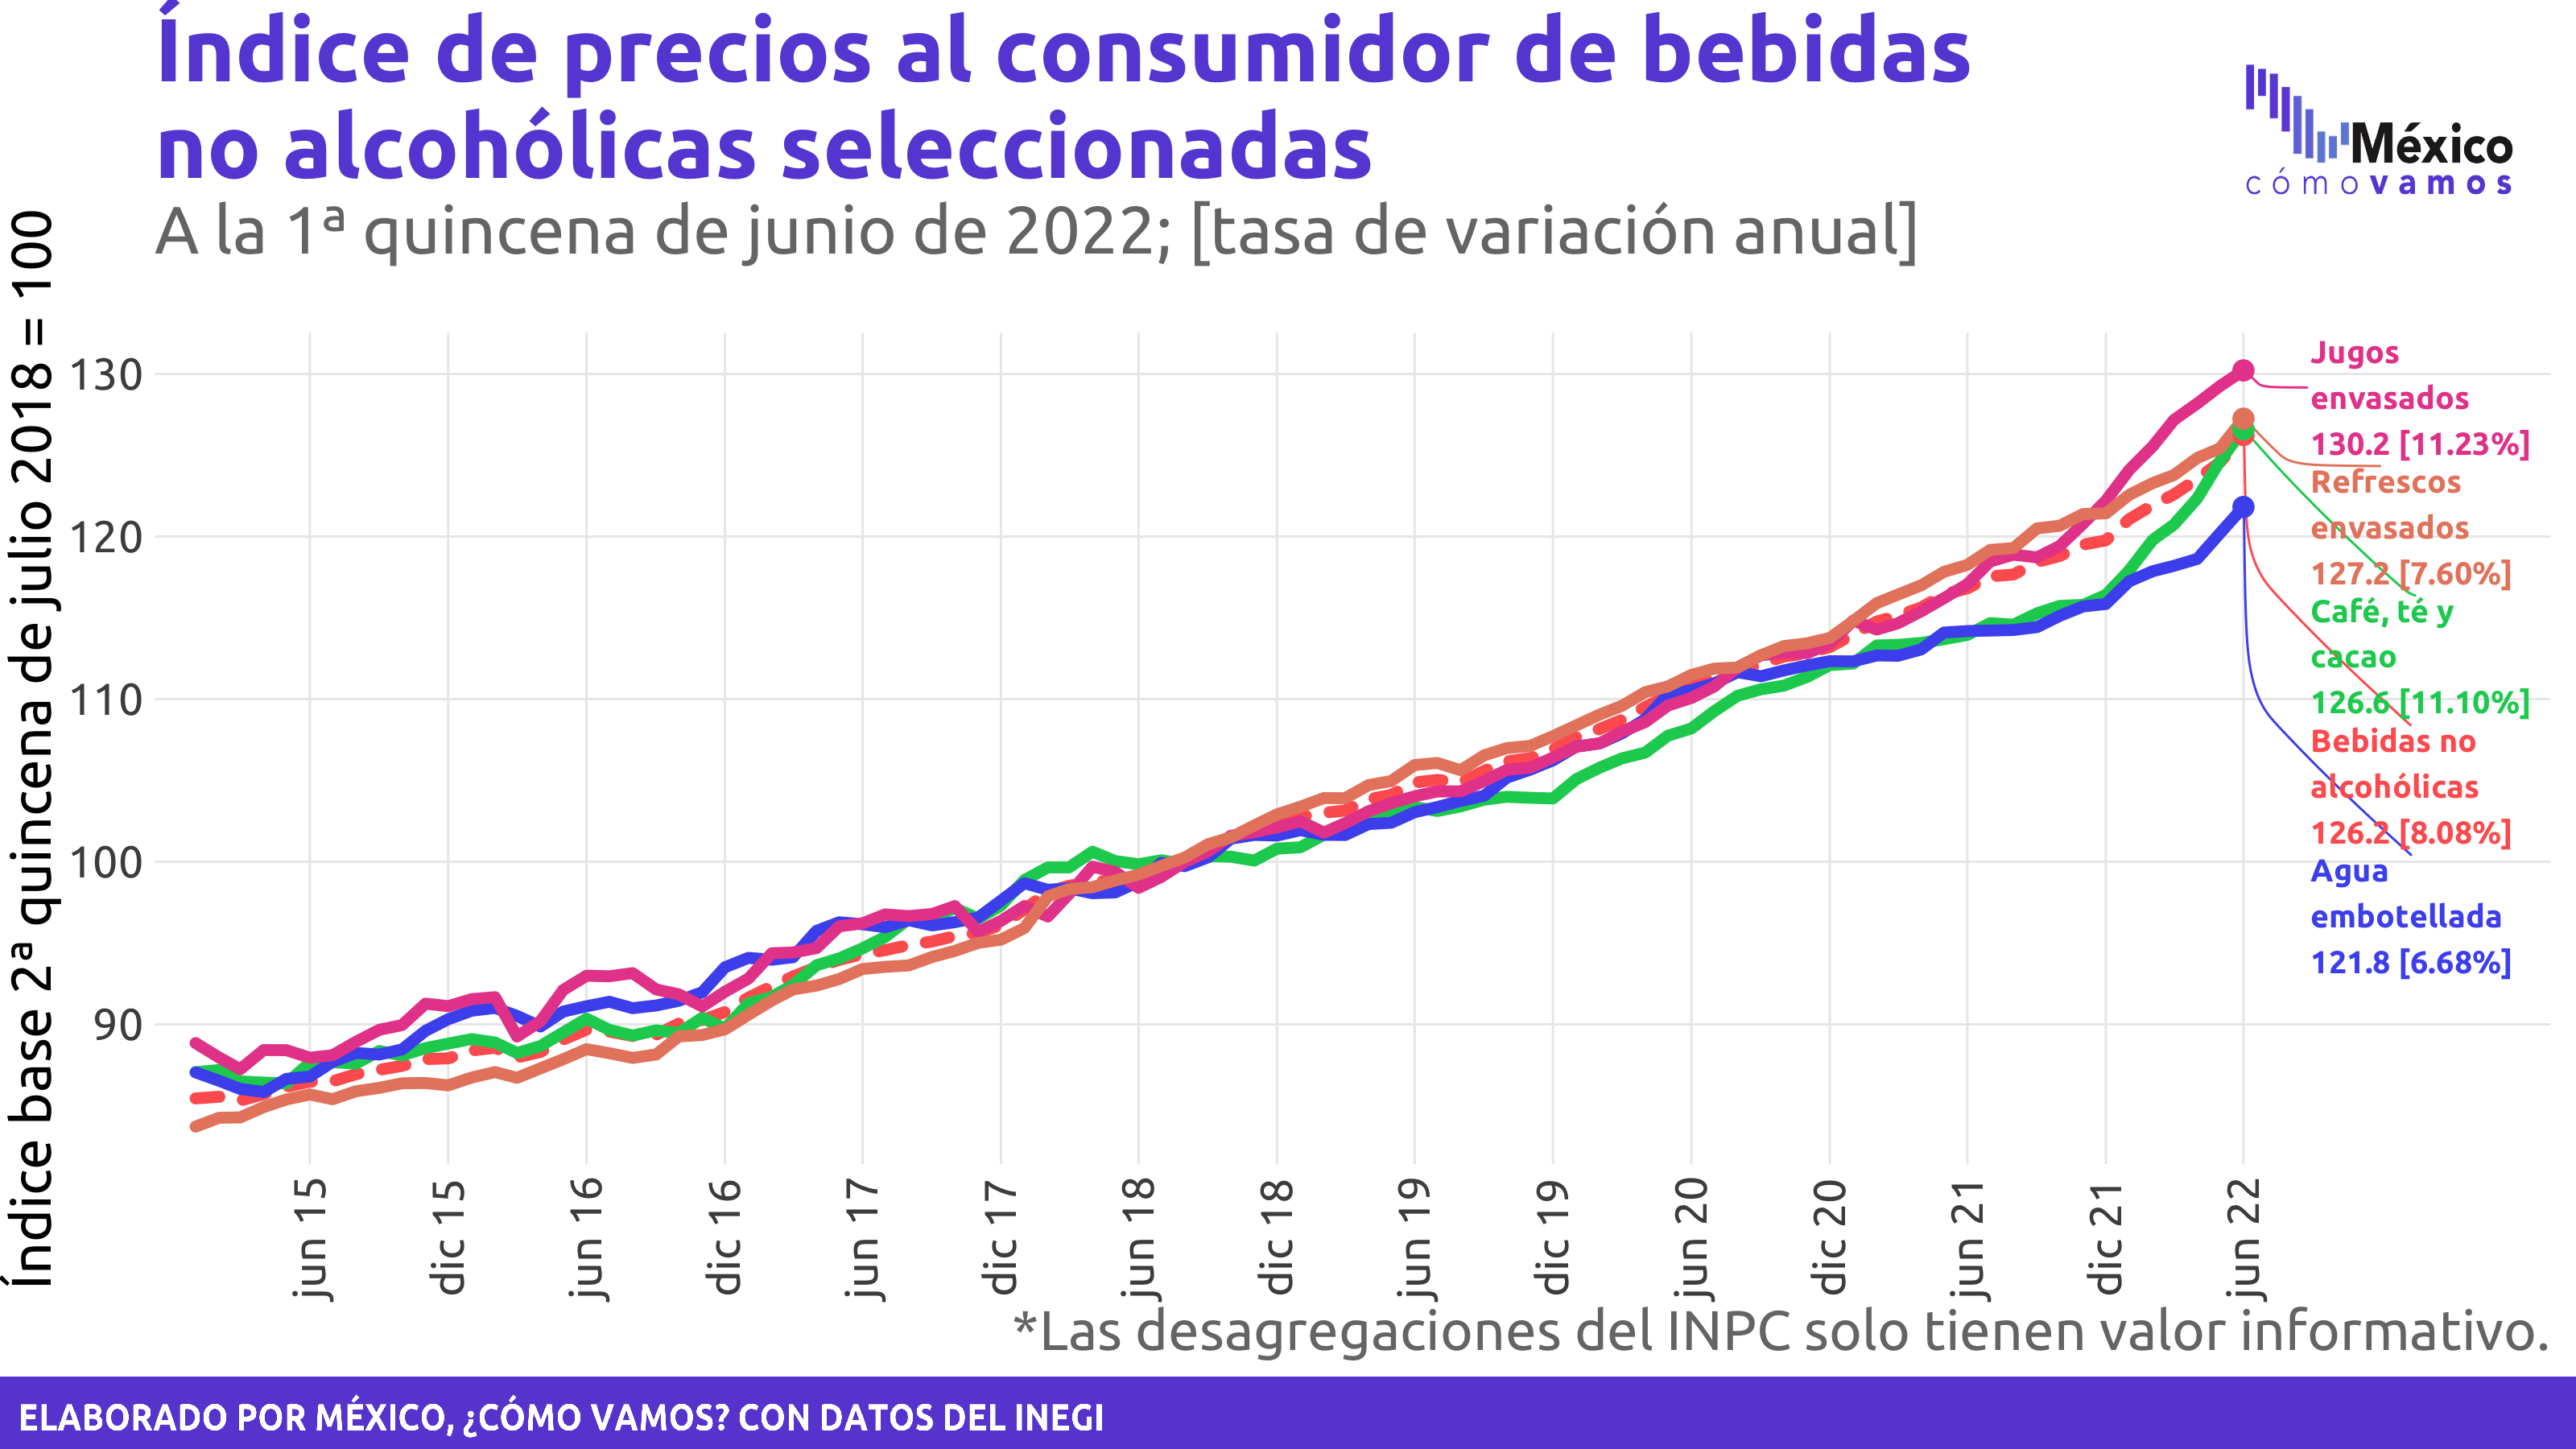 Índice de precios al consumidor de bebidas
no alcohólicas seleccionadas
A la 1ª quincena de junio de 2022; [tasa de variación anual]
México
cómo vamos
Índice base 2ª quincena de julio 2018 = 100
130
120
110
100
90
Jugos
envasados
130.2 [11.23%]
Refrescos
envasados
127.2 [7.60%]
Café, té y
cacao
126.6 [11.10%]
Bebidas no
alcohólicas
126.2 [8.08%]
Agua
embotellada
121.8 [6.68%]
jun 15
dic 15
jun 16
dic 16
jun 17
dic 17
jun 18
dic 18
jun 19
dic 19
jun 20
dic 20
jun 21
dic 21
jun 22
*Las desagregaciones del INPC solo tienen valor informativo.
ELABORADO POR MÉXICO, ¿CÓMO VAMOS? CON DATOS DEL INEGI